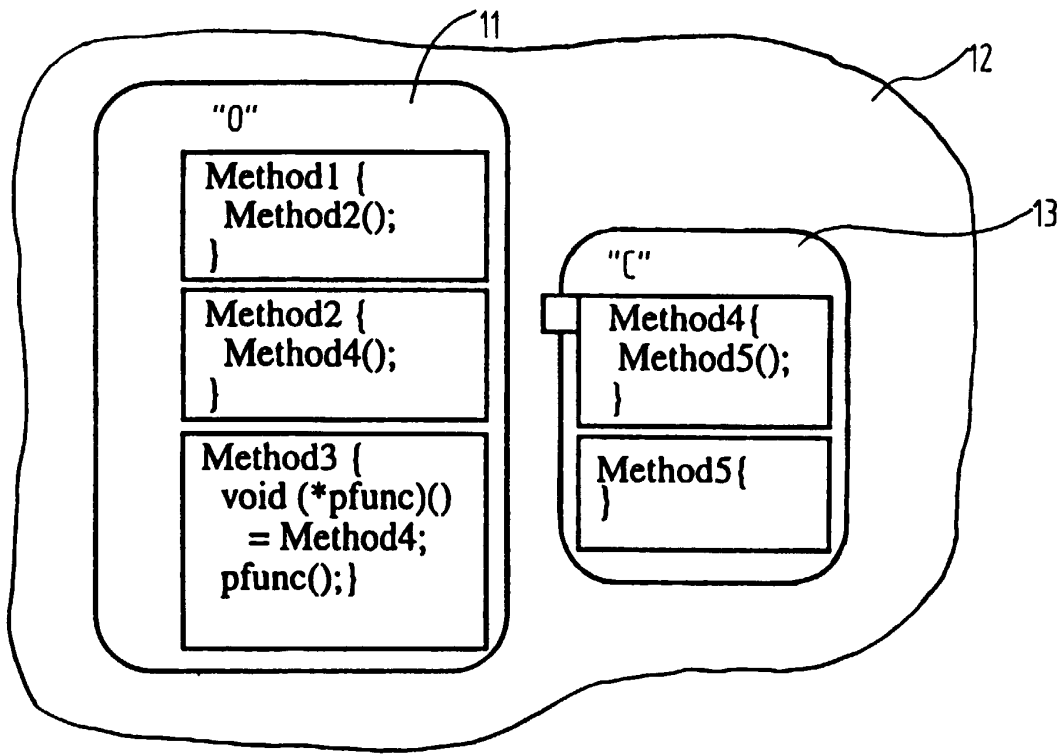 11
12
"O"
Method1 {
Method2();
}
Method2 {
Method4();
}
Method3 {
void (*pfunc)()
= Method4;
pfunc();}
13
"C"
Method4{
Method5();
}
Method5{
}